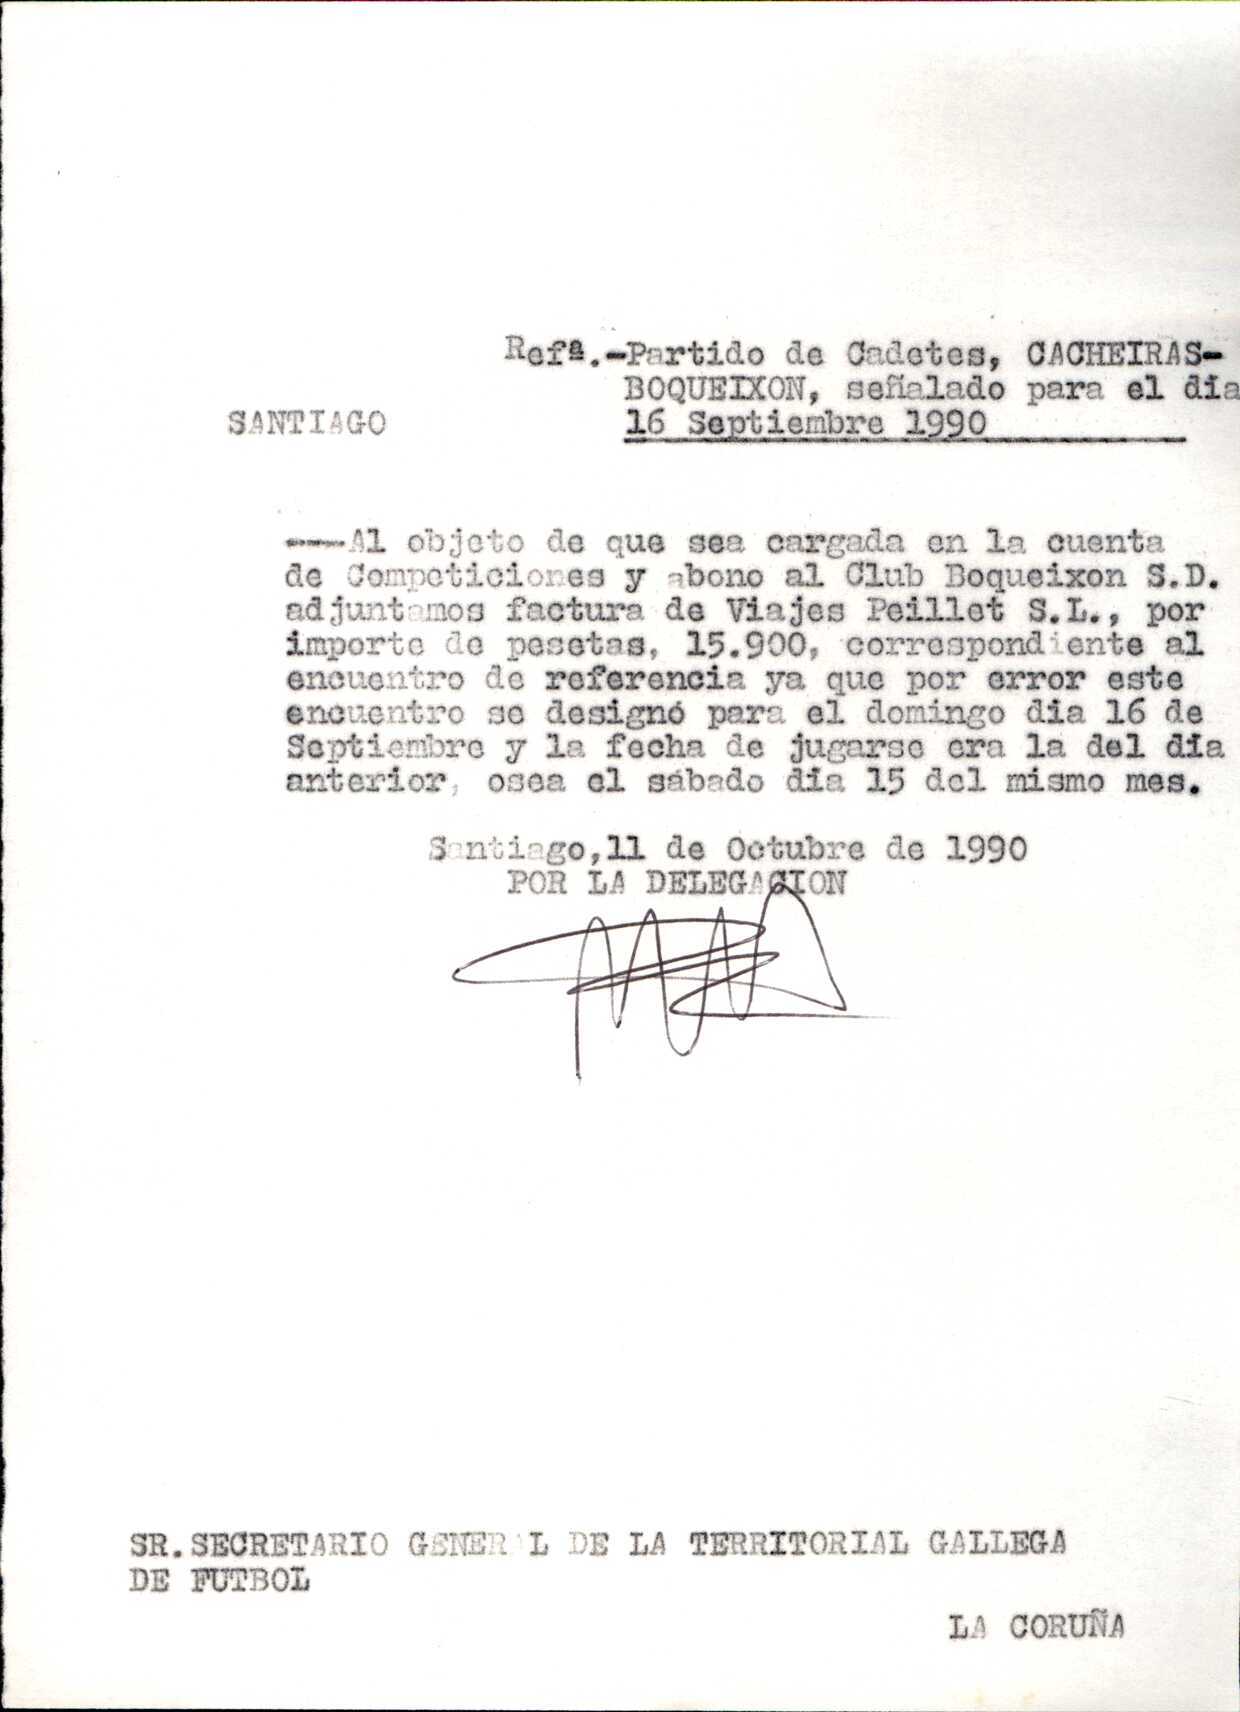 Refª.-Partido de Cadetes, CACHEIRAS-
BOQUEIXON, señalado para el día
SANTIAGO 16 Septiembre 1990
---Al objeto de que sea cargada en la cuenta
de Competiciones y abono al Club Boqueixon S.D.
adjuntamos factura de Viajes Peillet S.L., por
importe de pesetas, 15.900, correspondiente al
encuentro de referencia ya que por error este
encuentro se designó para el domingo dia 16 de
Septiembre y la fecha de jugarse era la del día
anterior, osea el sábado día 15 del mismo mes.
Santiago,11 de Octubre de 1990
POR LA DELEGACION
SR.SECRETARIO GENERAL DE LA TERRITORIAL GALLEGA
DE FUTBOL
LA CORUÑA